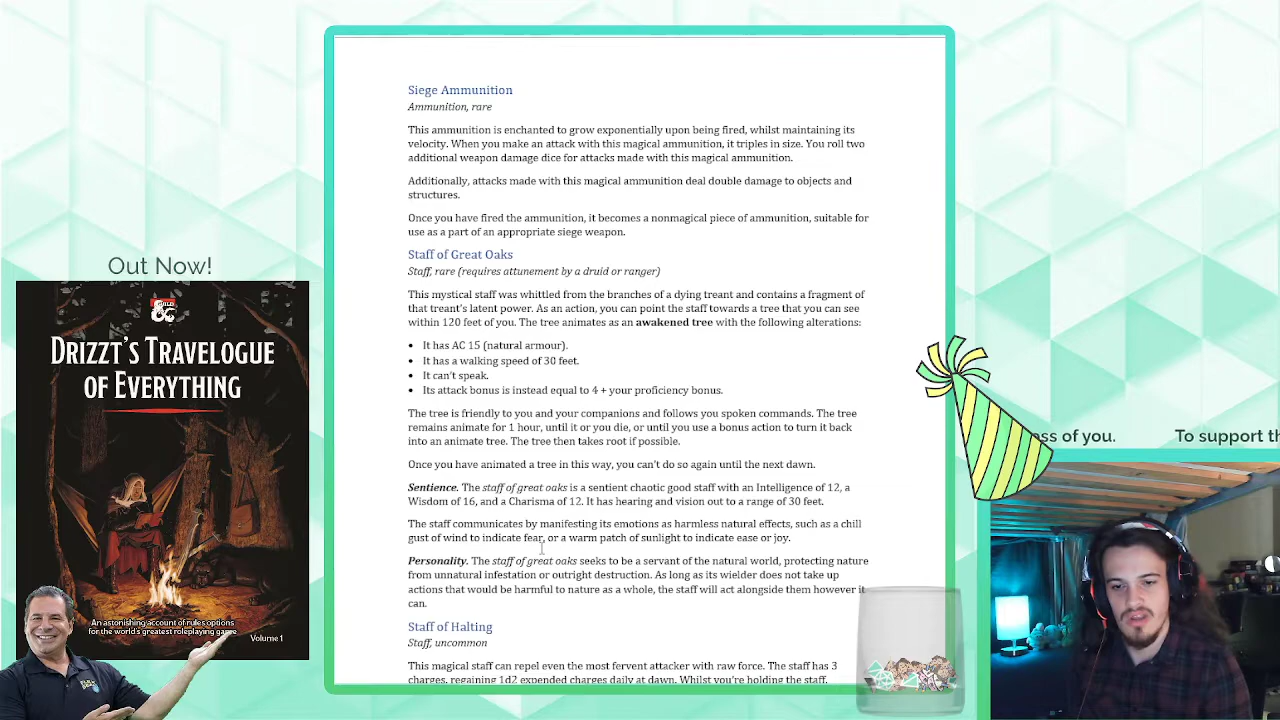 Siege Ammunition
Ammunition, rare
This ammunition is enchanted to grow exponentially upon being fired, whilst maintaining its
velocity. When you make an attack with this magical ammunition, it triples in size. You roll two
additional weapon damage dice for attacks made with this magical ammunition.
Additionally, attacks made with this magical ammunition deal double damage to objects and
structures.
Once you have fired the ammunition, it becomes a nonmagical piece of ammunition, suitable for
use as a part of an appropriate siege weapon.
Staff of Great Oaks
Staff, rare (requires attunement by a druid or ranger)
This mystical staff was whittled from the branches of a dying treant and contains a fragment of
that treant's latent power. As an action, you can point the staff towards a tree that you can see
within 120 feet of you. The tree animates as an awakened tree with the following alterations:
• It has AC 15 (natural armour).
• It has a walking speed of 30 feet.
• It can't speak.
• Its attack bonus is instead equal to 4 + your proficiency bonus.
The tree is friendly to you and your companions and follows you spoken commands. The tree
remains animate for 1 hour, until it or you die, or until you use a bonus action to turn it back
into an animate tree. The tree then takes root if possible.
Once you have animated a tree in this way, you can't do so again until the next dawn.
Sentience. The staff of great oaks is a sentient chaotic good staff with an Intelligence of 12, a
Wisdom of 16, and a Charisma of 12. It has hearing and vision out to a range of 30 feet.
The staff communicates by manifesting its emotions as harmless natural effects, such as a chill
gust of wind to indicate fear, or a warm patch of sunlight to indicate ease or joy.
Personality. The staff of great oaks seeks to be a servant of the natural world, protecting nature
from unnatural infestation or outright destruction. As long as its wielder does not take up
actions that would be harmful to nature as a whole, the staff will act alongside them however it
can.
Staff of Halting
Staff, uncommon
This magical staff can repel even the most fervent attacker with raw force. The staff has 3
charges, regaining 1d2 expended charges daily at dawn. Whilst you're holding the staff,
Out Now!
DRIZZT'S TRAVELOGUE
OF EVERYTHING
An astonishing account of rules options
for the world's greatest roleplaying game
Volume 1
ess of you. To support th